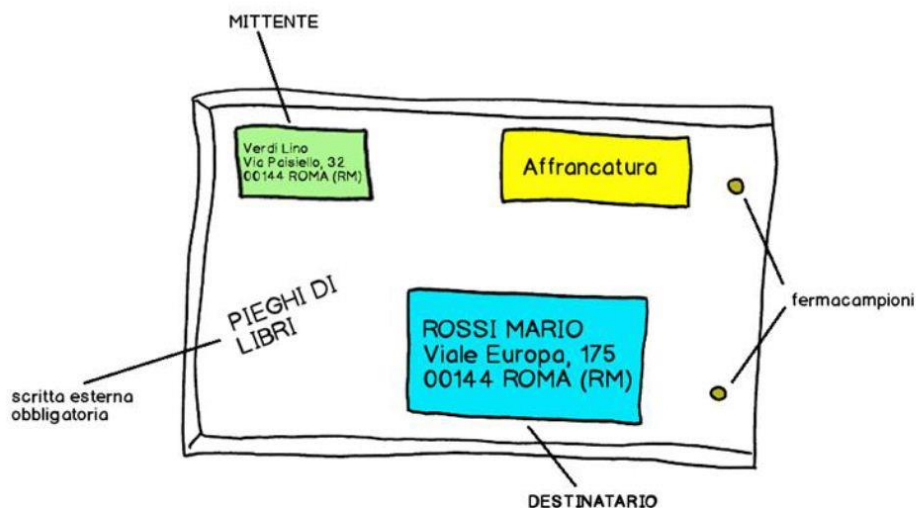 MITTENTE
Verdi Lino
Via Paisiello, 32
00144 ROMA (RM)
Affrancatura
PIEGHI DI
LIBRI
fermacampioni
ROSSI MARIO
Viale Europa, 175
00144 ROMA (RM)
scritta esterna
obbligatoria
DESTINATARIO